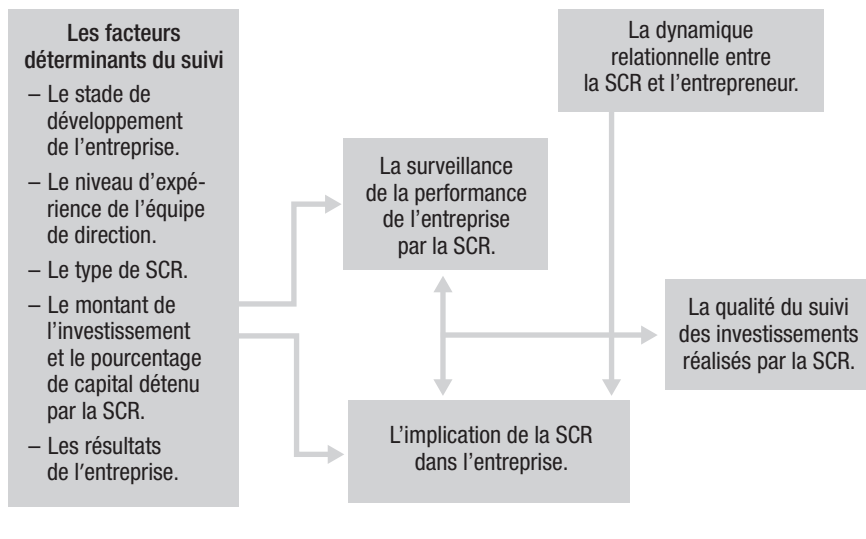 Les facteurs
déterminants du suivi
– Le stade de
développement
de l’entreprise.
– Le niveau d’expé-
rience de l’équipe
de direction.
– Le type de SCR.
– Le montant de
l’investissement
et le pourcentage
de capital détenu
par la SCR.
– Les résultats
de l’entreprise.
La dynamique
relationnelle entre
la SCR et l’entrepreneur.
La surveillance
de la performance
de l’entreprise
par la SCR.
La qualité du suivi
des investissements
réalisés par la SCR.
L’implication de la SCR
dans l’entreprise.